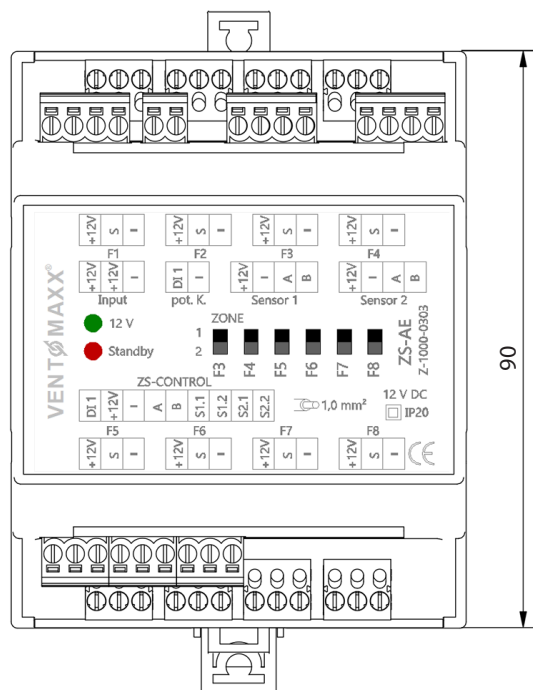 +12V S I +12V S I +12V S I +12V S I
F1 F2 F3 F4
+12V +12V I DI 1 I +12V I A B +12V I A B
Input pot. K. Sensor 1 Sensor 2
VENTOMAXX®
12 V
Standby
ZONE
1
2
F3 F4 F5 F6 F7 F8
ZS-AE
Z-1000-0303
ZS-CONTROL
DI 1 +12V I A B S1.1 S1.2 S2.1 S2.2
1,0 mm²
12 V DC
IP20
F5 F6 F7 F8
+12V S I +12V S I +12V S I +12V S I
CE
90